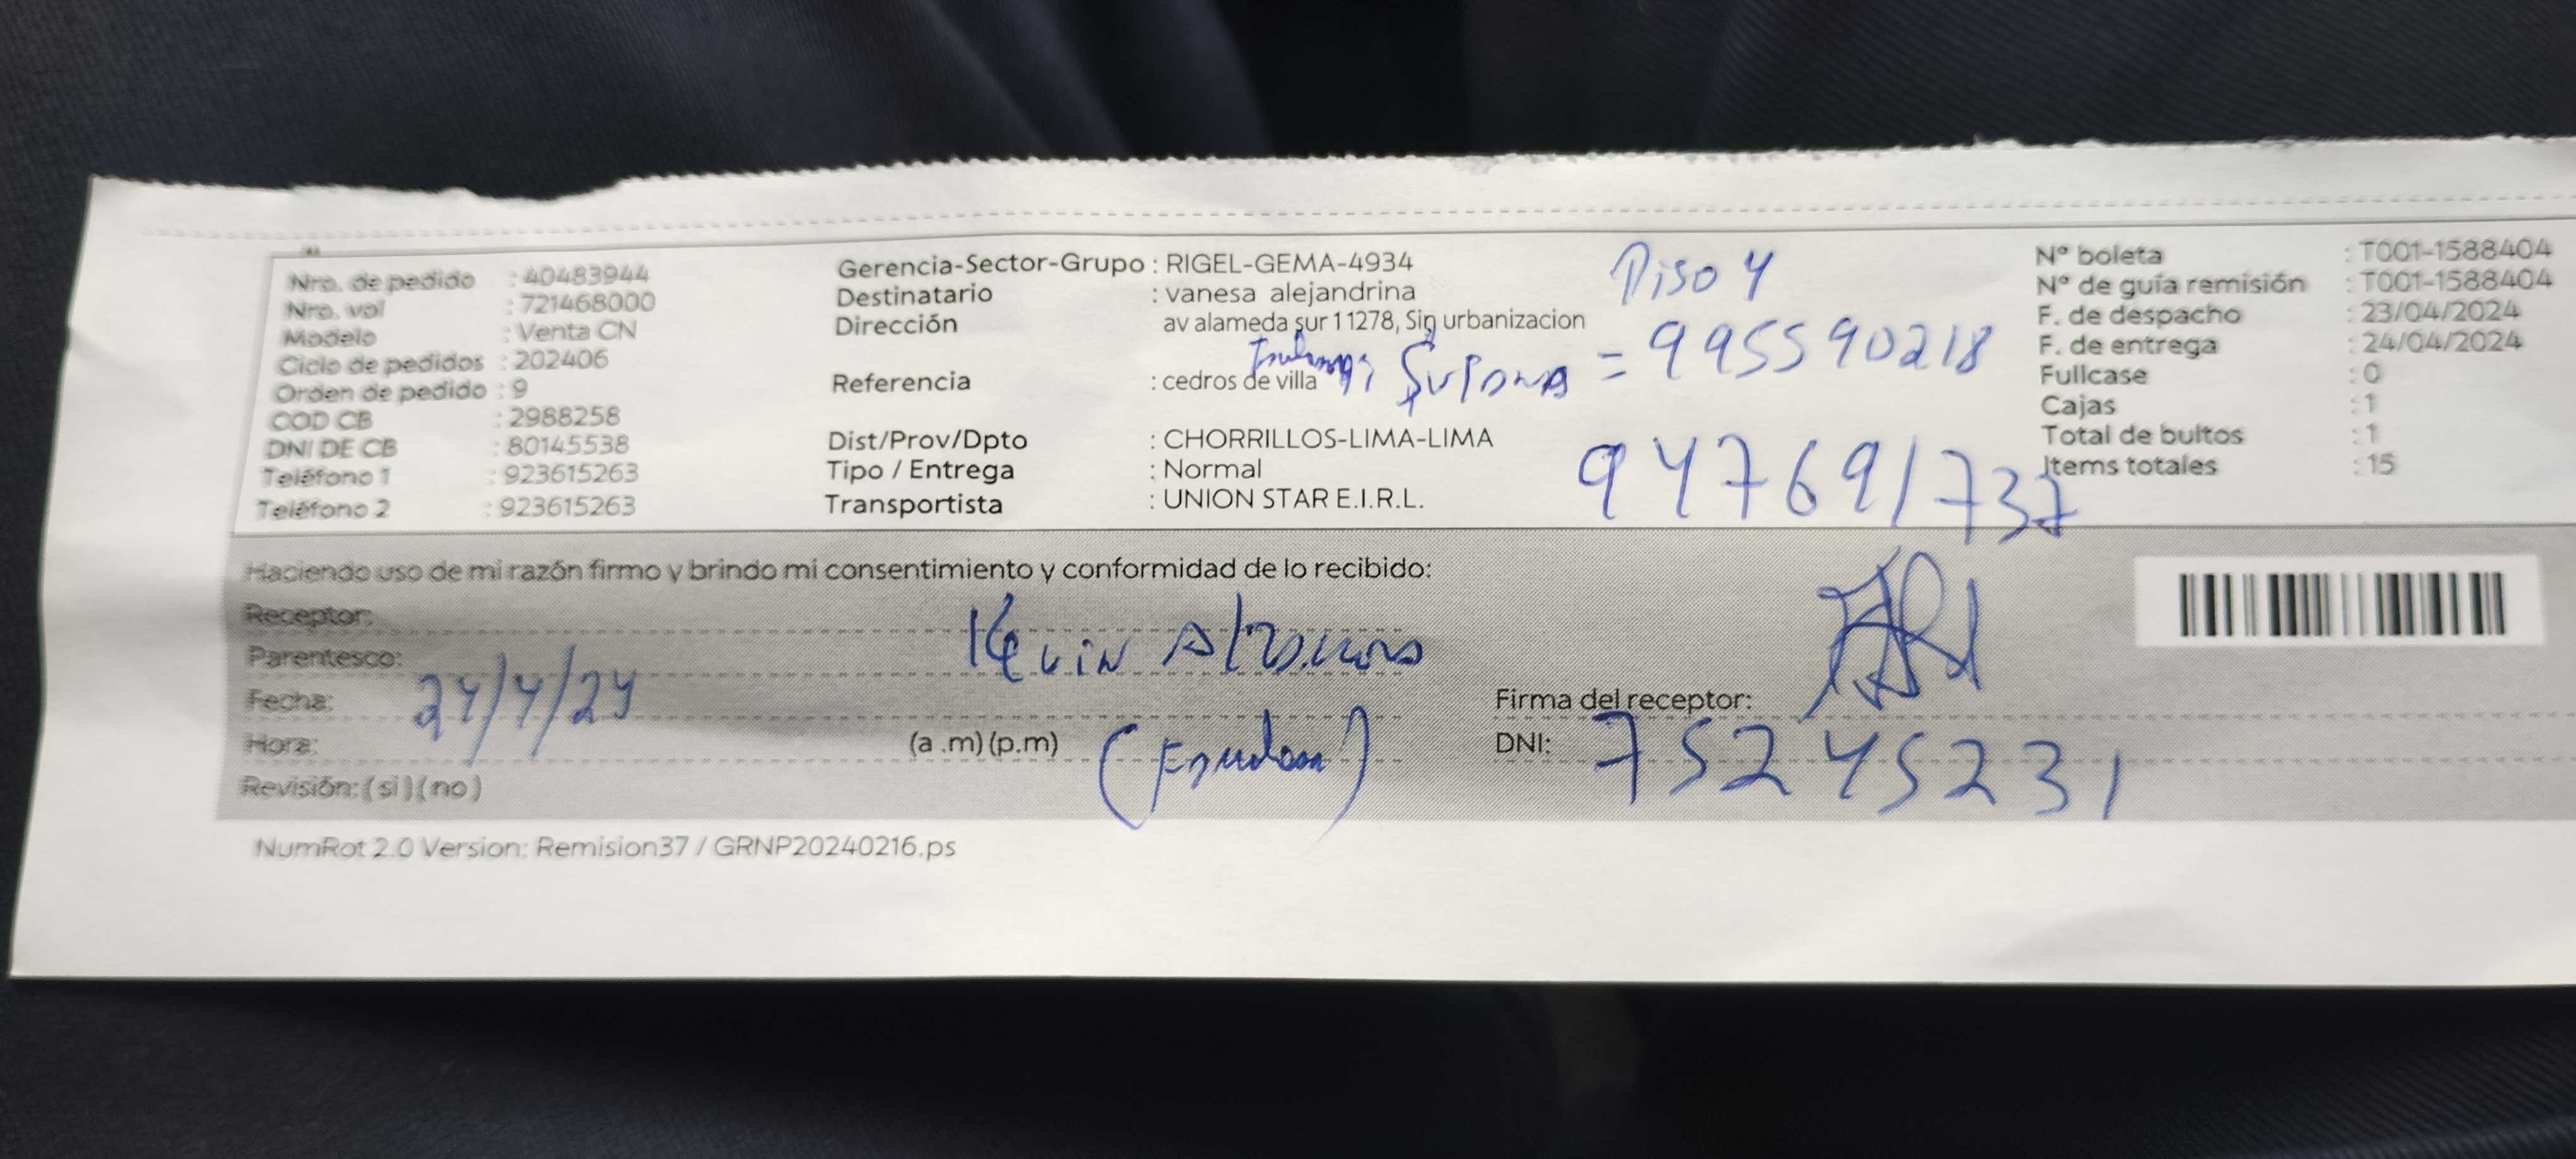 Nro. de pedido : 40483944
Nro. vol : 721468000
Modelo : Venta CN
Ciclo de pedidos : 202406
Orden de pedido : 9
COD CB : 2988258
DNI DE CB : 80145538
Teléfono 1 : 923615263
Teléfono 2 : 923615263
Gerencia-Sector-Grupo : RIGEL-GEMA-4934
Destinatario : vanesa alejandrina
Dirección av alameda sur 11278, Sin urbanizacion
Referencia : cedros de villa
Dist/Prov/Dpto : CHORRILLOS-LIMA-LIMA
Tipo / Entrega : Normal
Transportista : UNION STAR E.I.R.L.
Piso 4
= 995590218
947691737
Nº boleta : T001-1588404
Nº de guía remisión : T001-1588404
F. de despacho : 23/04/2024
F. de entrega : 24/04/2024
Fullcase : 0
Cajas : 1
Total de bultos : 1
Items totales : 15
Haciendo uso de mi razón firmo y brindo mi consentimiento y conformidad de lo recibido:
Receptor:
Kevin
Parentesco:
Fecha: 24/4/24
Hora: (a .m) (p.m)
Revisión: ( si ) ( no )
Firma del receptor:
DNI: 75245231
NumRot 2.0 Version: Remision37 / GRNP20240216.ps